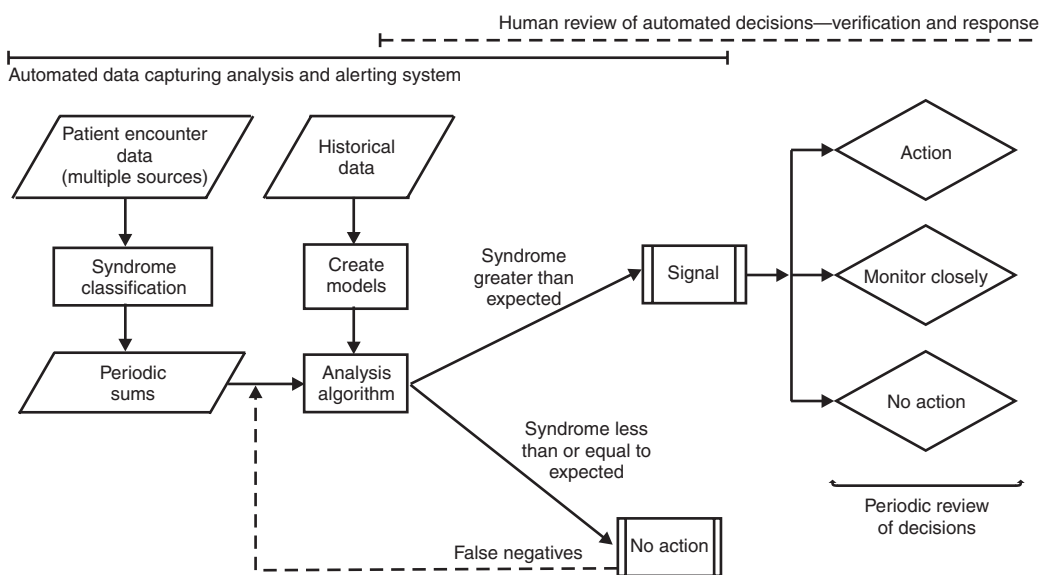 Human review of automated decisions—verification and response
Automated data capturing analysis and alerting system
Patient encounter
data
(multiple sources)
Historical
data
Syndrome
classification
Create
models
Periodic
sums
Analysis
algorithm
Syndrome
greater than
expected
Signal
Syndrome less
than or equal to
expected
No action
False negatives
Action
Monitor closely
No action
Periodic review
of decisions